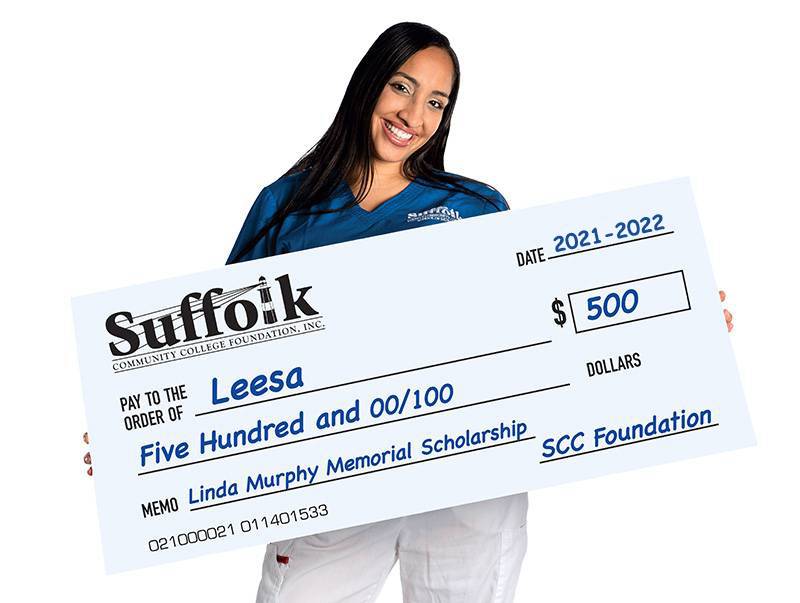 Suffolk
Suffolk
COMMUNITY COLLEGE FOUNDATION, INC.
DATE 2021-2022
$ 500
PAY TO THE ORDER OF Leesa
Five Hundred and 00/100 DOLLARS
MEMO Linda Murphy Memorial Scholarship SCC Foundation
021000021 011401533